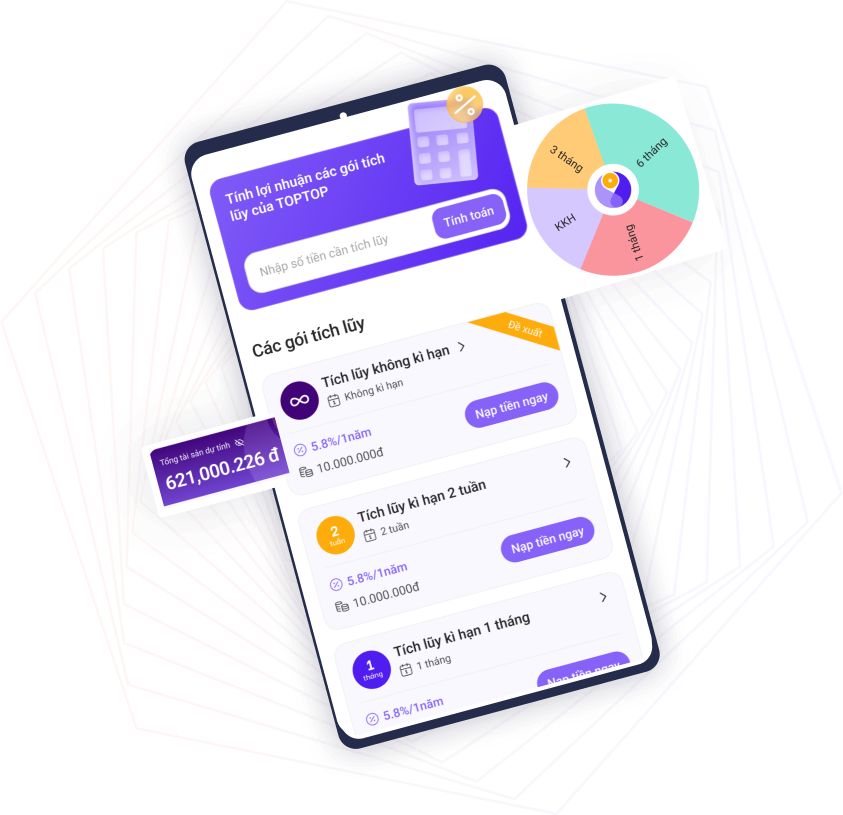 Tính lợi nhuận các gói tích
lũy của TOPTOP
Nhập số tiền cần tích lũy
Tính toán
3 tháng
6 tháng
KKH
1 tháng
Các gói tích lũy
Đề xuất
Tích lũy không kì hạn
Không kì hạn
5.8%/1năm
10.000.000đ
Nạp tiền ngay
Tổng tài sản dự tính
621,000.226 đ
2
tuần
Tích lũy kì hạn 2 tuần
2 tuần
5.8%/1năm
10.000.000đ
Nạp tiền ngay
1
tháng
Tích lũy kì hạn 1 tháng
1 tháng
5.8%/1năm
Nạp tiền ngay